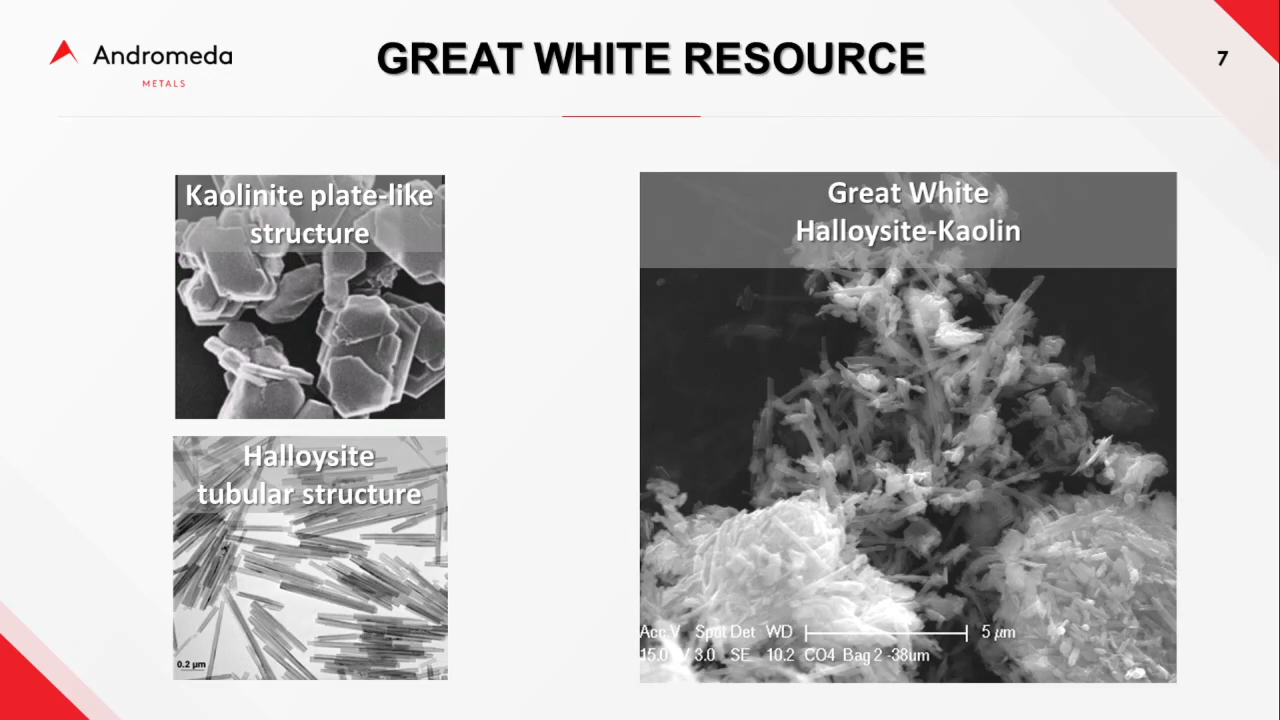 Andromeda
METALS
GREAT WHITE RESOURCE
7
Kaolinite plate-like
structure
Halloysite
tubular structure
0.2 µm
Great White
Halloysite-Kaolin
Acc.V Spot Det WD 5 µm
15.0 V 3.0 SE 10.2 CO4 Bag 2 -38um